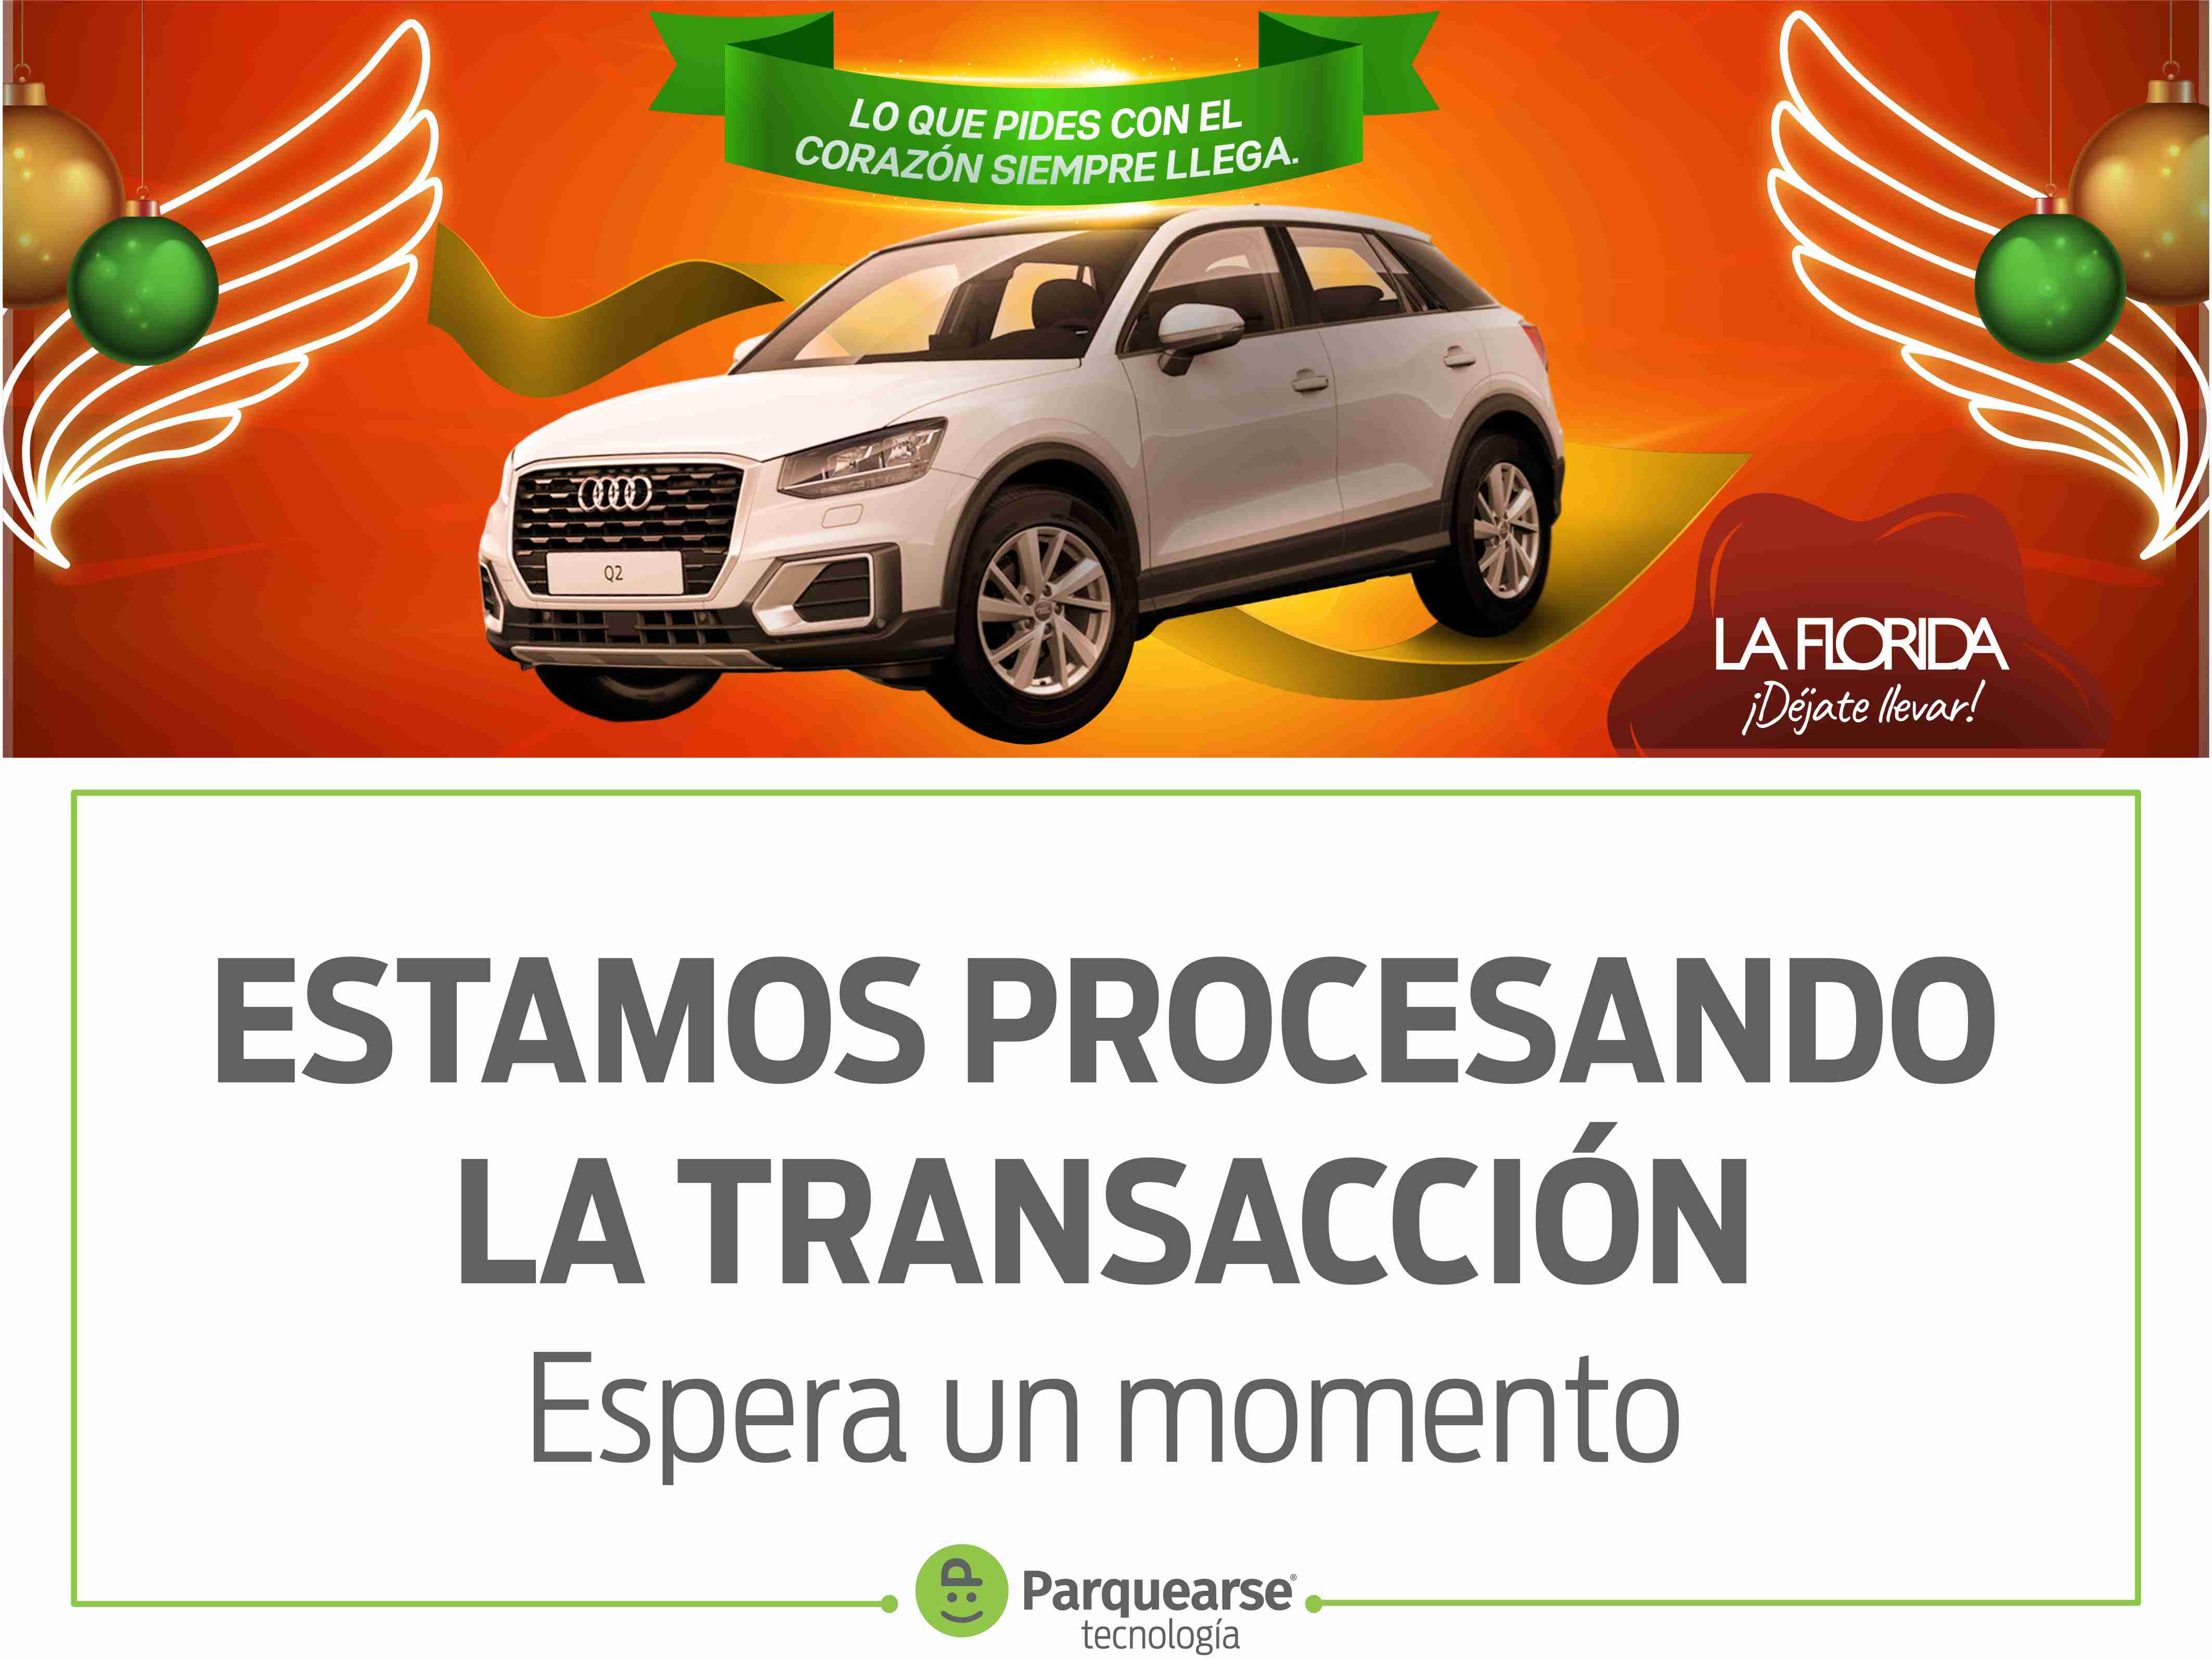 LO QUE PIDES CON EL
CORAZÓN SIEMPRE LLEGA.
Q2
LA FLORIDA
¡Déjate llevar!
ESTAMOS PROCESANDO
LA TRANSACCIÓN
Espera un momento
Parquearse®
tecnología